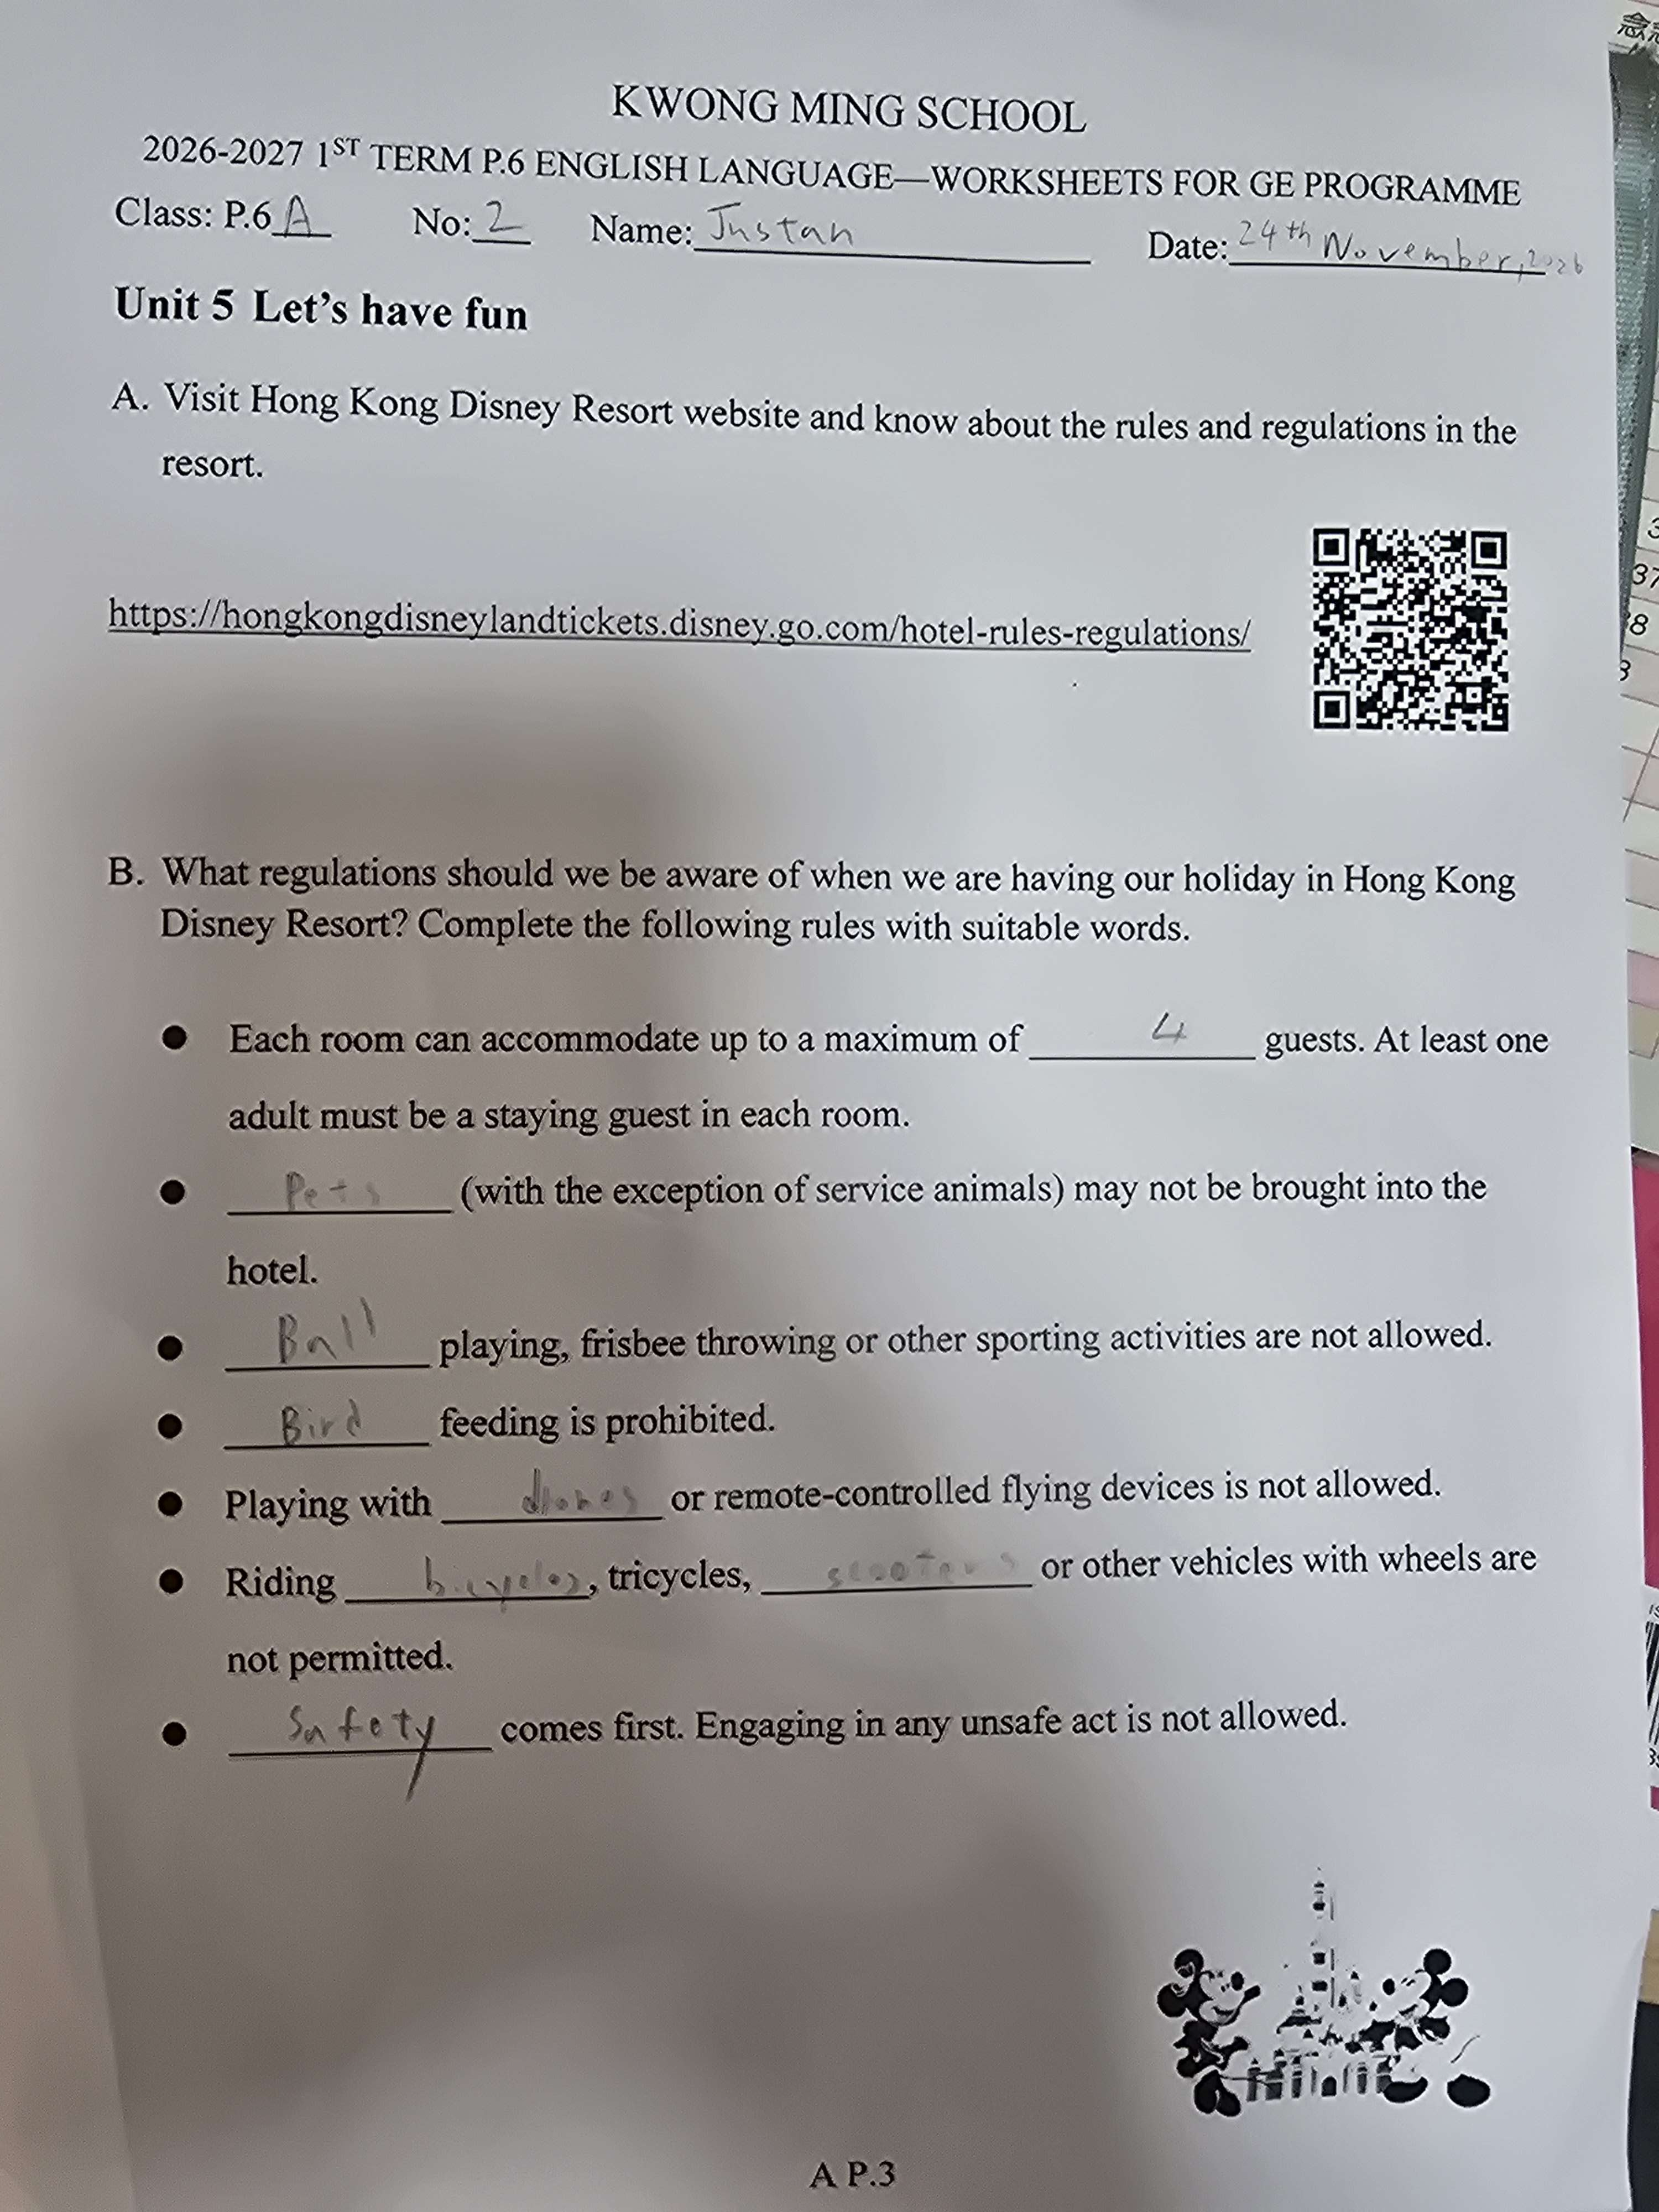 KWONG MING SCHOOL
2026-2027 1ST TERM P.6 ENGLISH LANGUAGE—WORKSHEETS FOR GE PROGRAMME
Class: P.6 A No: 2 Name: Justan Date: 24th November, 2026
Unit 5 Let's have fun
A. Visit Hong Kong Disney Resort website and know about the rules and regulations in the
resort.
https://hongkongdisneylandtickets.disney.go.com/hotel-rules-regulations/
B. What regulations should we be aware of when we are having our holiday in Hong Kong
Disney Resort? Complete the following rules with suitable words.
● Each room can accommodate up to a maximum of 4 guests. At least one
adult must be a staying guest in each room.
● Pets (with the exception of service animals) may not be brought into the
hotel.
● Ball playing, frisbee throwing or other sporting activities are not allowed.
● Bird feeding is prohibited.
● Playing with drones or remote-controlled flying devices is not allowed.
● Riding bicycles, tricycles, scooters or other vehicles with wheels are
not permitted.
● Safety comes first. Engaging in any unsafe act is not allowed.
A P.3